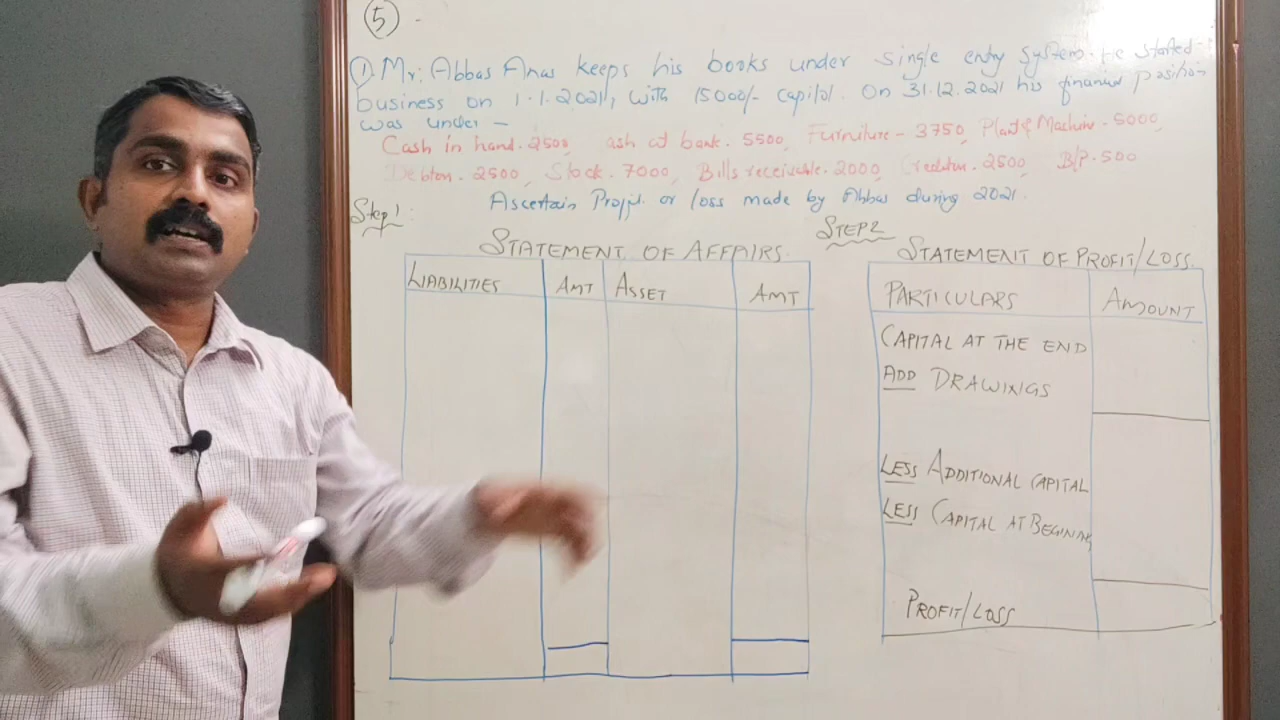 5
1 Mr: Abbas Anas keeps his books under single entry system. He started
business on 1.1.2021, with 15000/- capital. On 31.12.2021 his financial position
was under -
Cash in hand. 2500, ash at bank. 5500, Furniture - 3750, Plant & Machine. 5000,
Debtors. 2500, Stock. 7000, Bills receivable. 2000, Creditors. 2500, B/P. 500
Ascertain Profit or loss made by Abbas during 2021.
Step 1:
STATEMENT OF AFFAIRS.
LIABILITIES AMT ASSET AMT
STEP 2
STATEMENT OF PROFIT/LOSS.
PARTICULARS AMOUNT
CAPITAL AT THE END
ADD DRAWINGS
LESS ADDITIONAL CAPITAL
LESS CAPITAL AT BEGINING
PROFIT/LOSS